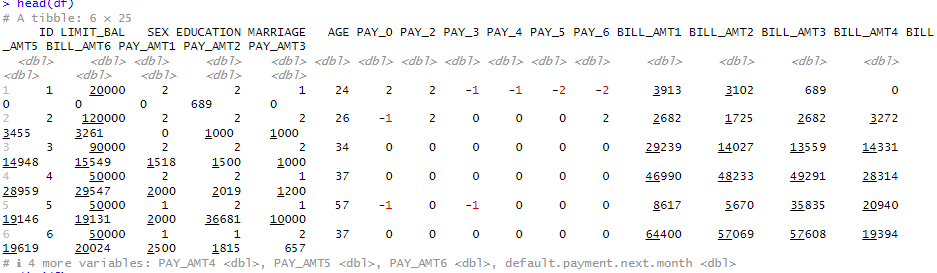 > head(df)
# A tibble: 6 × 25
ID LIMIT_BAL SEX EDUCATION MARRIAGE AGE PAY_0 PAY_2 PAY_3 PAY_4 PAY_5 PAY_6 BILL_AMT1 BILL_AMT2 BILL_AMT3 BILL_AMT4 BILL
_AMT5 BILL_AMT6 PAY_AMT1 PAY_AMT2 PAY_AMT3
<dbl> <dbl> <dbl> <dbl> <dbl> <dbl> <dbl> <dbl> <dbl> <dbl> <dbl> <dbl> <dbl> <dbl> <dbl> <dbl>
<dbl> <dbl> <dbl> <dbl> <dbl>
1 1 20000 2 2 1 24 2 2 -1 -1 -2 -2 3913 3102 689 0
0 0 0 689 0
2 2 120000 2 2 2 26 -1 2 0 0 0 2 2682 1725 2682 3272
3455 3261 0 1000 1000
3 3 90000 2 2 2 34 0 0 0 0 0 0 29239 14027 13559 14331
14948 15549 1518 1500 1000
4 4 50000 2 2 1 37 0 0 0 0 0 0 46990 48233 49291 28314
28959 29547 2000 2019 1200
5 5 50000 1 2 1 57 -1 0 -1 0 0 0 8617 5670 35835 20940
19146 19131 2000 36681 10000
6 6 50000 1 1 2 37 0 0 0 0 0 0 64400 57069 57608 19394
19619 20024 2500 1815 657
# ℹ 4 more variables: PAY_AMT4 <dbl>, PAY_AMT5 <dbl>, PAY_AMT6 <dbl>, default.payment.next.month <dbl>